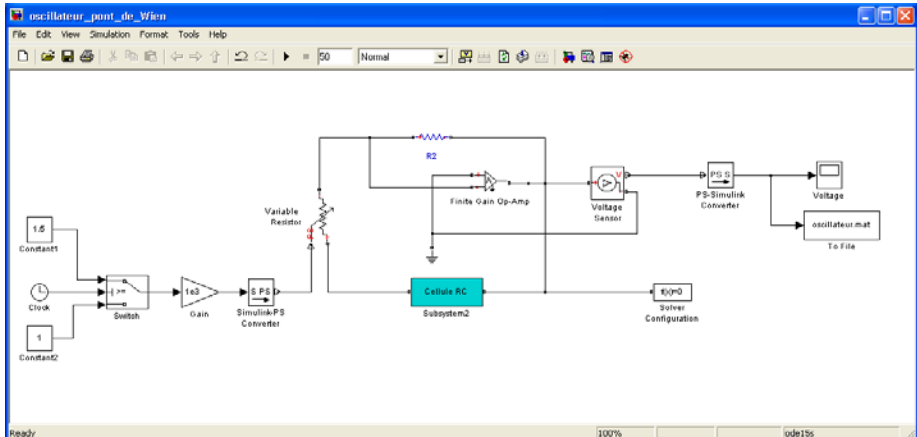 oscillateur_pont_de_Wien
File Edit View Simulation Format Tools Help
50 Normal
R2
Finite Gain Op-Amp
V
Voltage
Sensor
PS S
PS-Simulink
Converter
Voltage
oscillateur.mat
To File
Variable
Resistor
1.5
Constant1
Clock
>=
Switch
1e3
Gain
S PS
Simulink-PS
Converter
1
Constant2
Cellule RC
Subsystem2
f(x)=0
Solver
Configuration
Ready 100% ode15s